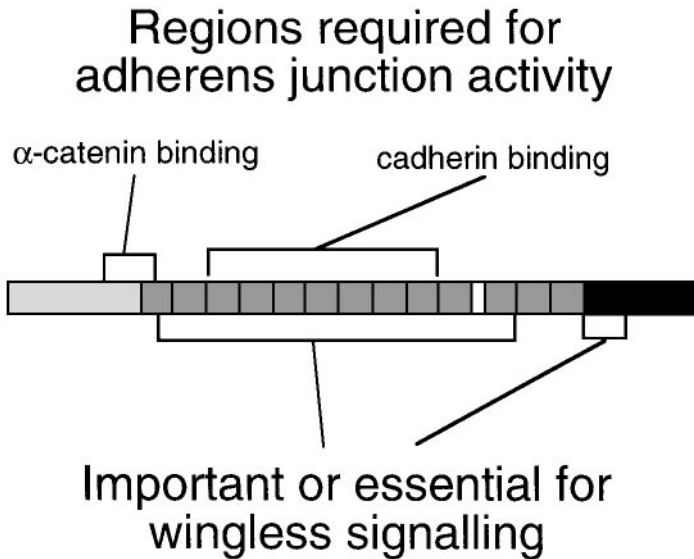 Regions required for
adherens junction activity
α-catenin binding
cadherin binding
Important or essential for
wingless signalling